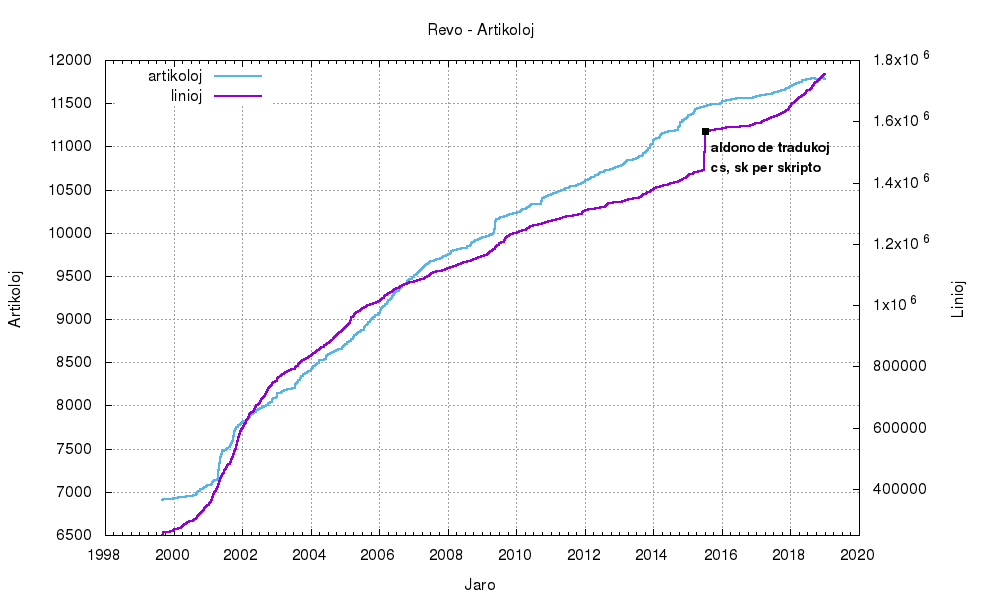 Revo - Artikoloj
artikoloj
linioj
12000
11500
11000
10500
10000
9500
9000
8500
8000
7500
7000
6500
1.8x10^6
1.6x10^6
1.4x10^6
1.2x10^6
1x10^6
800000
600000
400000
aldono de tradukoj
cs, sk per skripto
Artikoloj
Linioj
1998 2000 2002 2004 2006 2008 2010 2012 2014 2016 2018 2020
Jaro